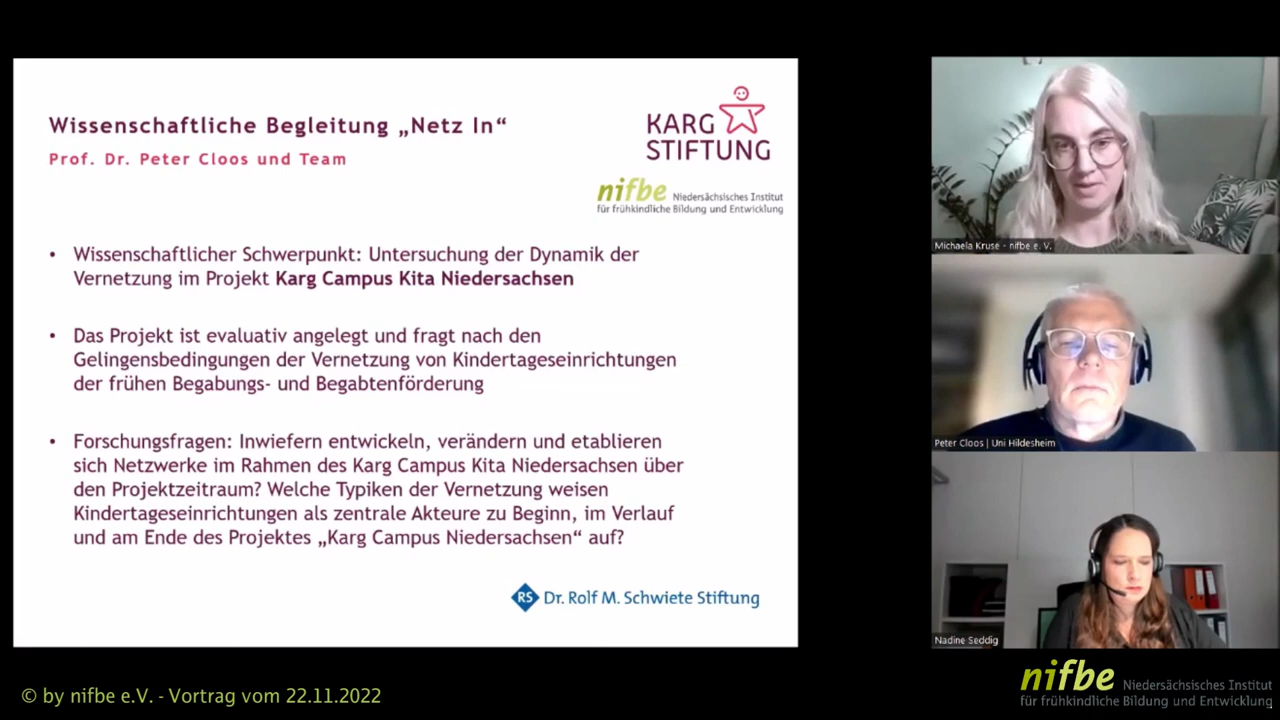 Wissenschaftliche Begleitung „Netz In“
Prof. Dr. Peter Cloos und Team
KARG
STIFTUNG
nifbe Niedersächsisches Institut
für frühkindliche Bildung und Entwicklung
• Wissenschaftlicher Schwerpunkt: Untersuchung der Dynamik der
Vernetzung im Projekt Karg Campus Kita Niedersachsen
• Das Projekt ist evaluativ angelegt und fragt nach den
Gelingensbedingungen der Vernetzung von Kindertageseinrichtungen
der frühen Begabungs- und Begabtenförderung
• Forschungsfragen: Inwiefern entwickeln, verändern und etablieren
sich Netzwerke im Rahmen des Karg Campus Kita Niedersachsen über
den Projektzeitraum? Welche Typiken der Vernetzung weisen
Kindertageseinrichtungen als zentrale Akteure zu Beginn, im Verlauf
und am Ende des Projektes „Karg Campus Niedersachsen“ auf?
RS Dr. Rolf M. Schwiete Stiftung
Michaela Kruse - nifbe e. V.
Peter Cloos | Uni Hildesheim
Nadine Seddig
© by nifbe e.V. - Vortrag vom 22.11.2022
nifbe Niedersächsisches Institut
für frühkindliche Bildung und Entwicklung